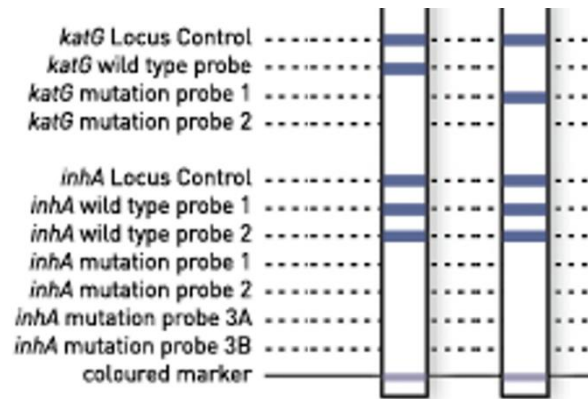 katG Locus Control
katG wild type probe
katG mutation probe 1
katG mutation probe 2
inhA Locus Control
inhA wild type probe 1
inhA wild type probe 2
inhA mutation probe 1
inhA mutation probe 2
inhA mutation probe 3A
inhA mutation probe 3B
coloured marker